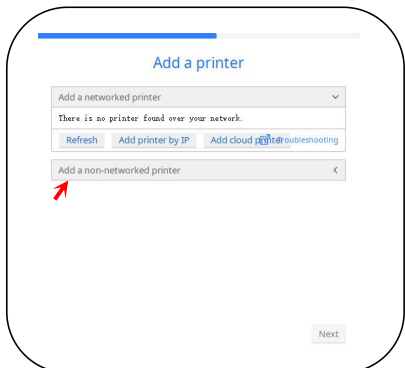 Add a printer
Add a networked printer
There is no printer found over your network.
Refresh Add printer by IP Add cloud printer Troubleshooting
Add a non-networked printer
Next